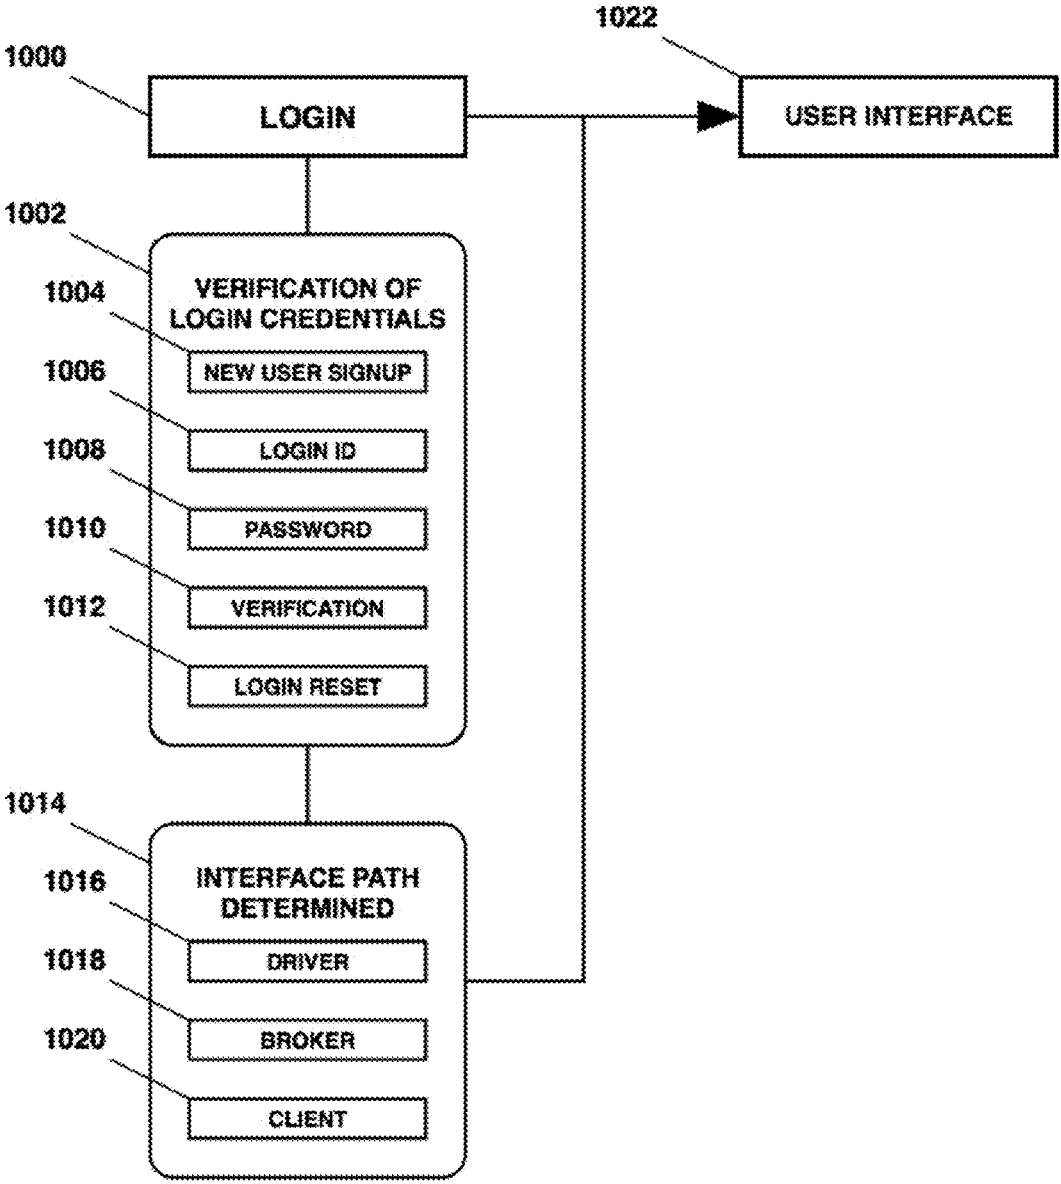 1022
1000
LOGIN
USER INTERFACE
1002
VERIFICATION OF
LOGIN CREDENTIALS
1004
NEW USER SIGNUP
1006
LOGIN ID
1008
PASSWORD
1010
VERIFICATION
1012
LOGIN RESET
1014
INTERFACE PATH
DETERMINED
1016
DRIVER
1018
BROKER
1020
CLIENT